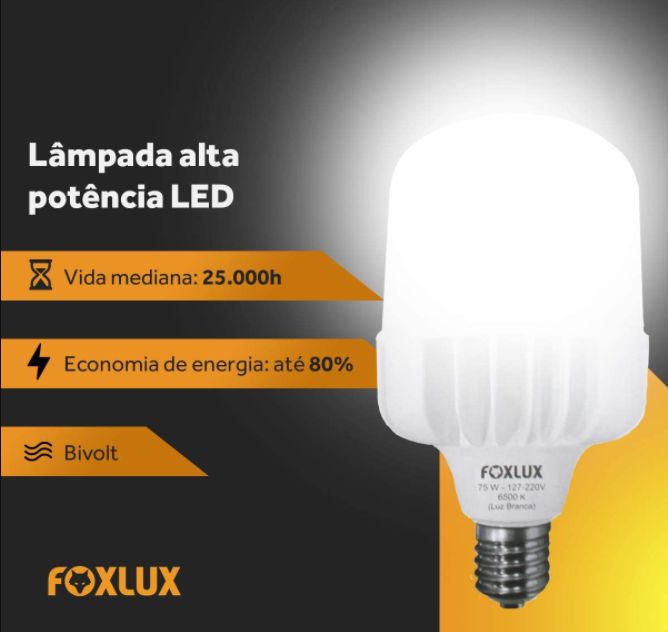 Lâmpada alta
potência LED
Vida mediana: 25.000h
Economia de energia: até 80%
Bivolt
FOXLUX
75 W - 127-220V
6500 K
(Luz Branca)
FOXLUX